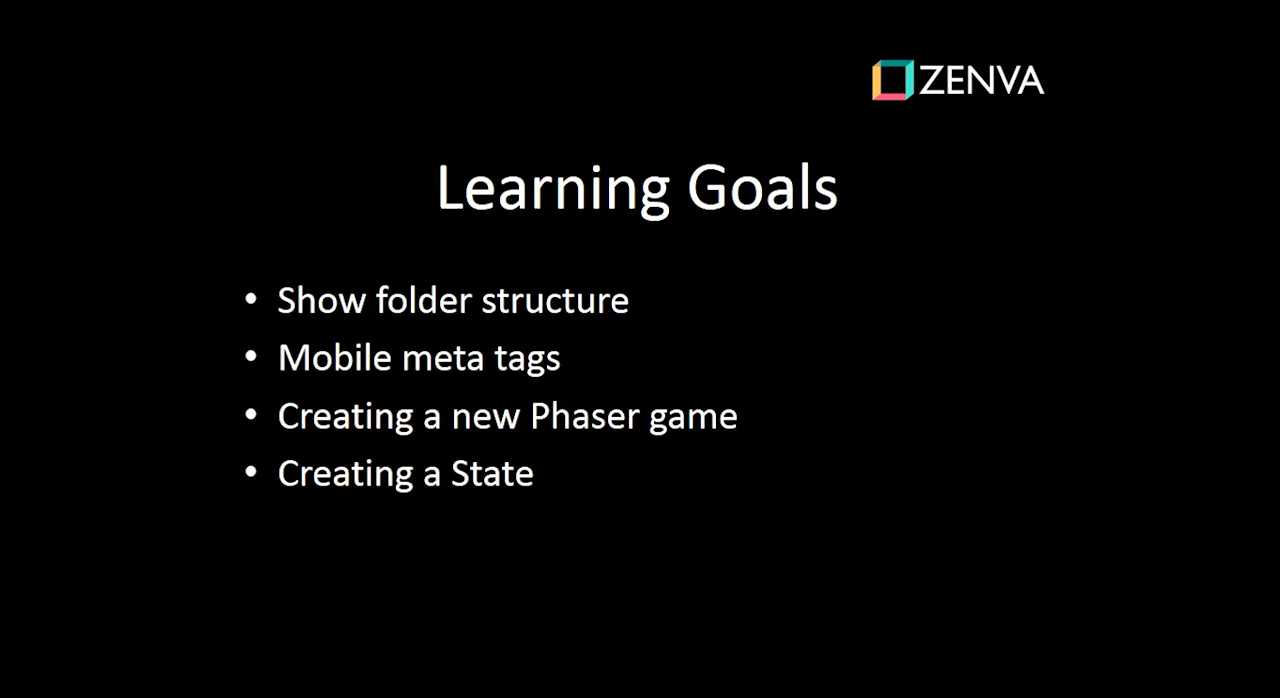 ZENVA
Learning Goals
• Show folder structure
• Mobile meta tags
• Creating a new Phaser game
• Creating a State